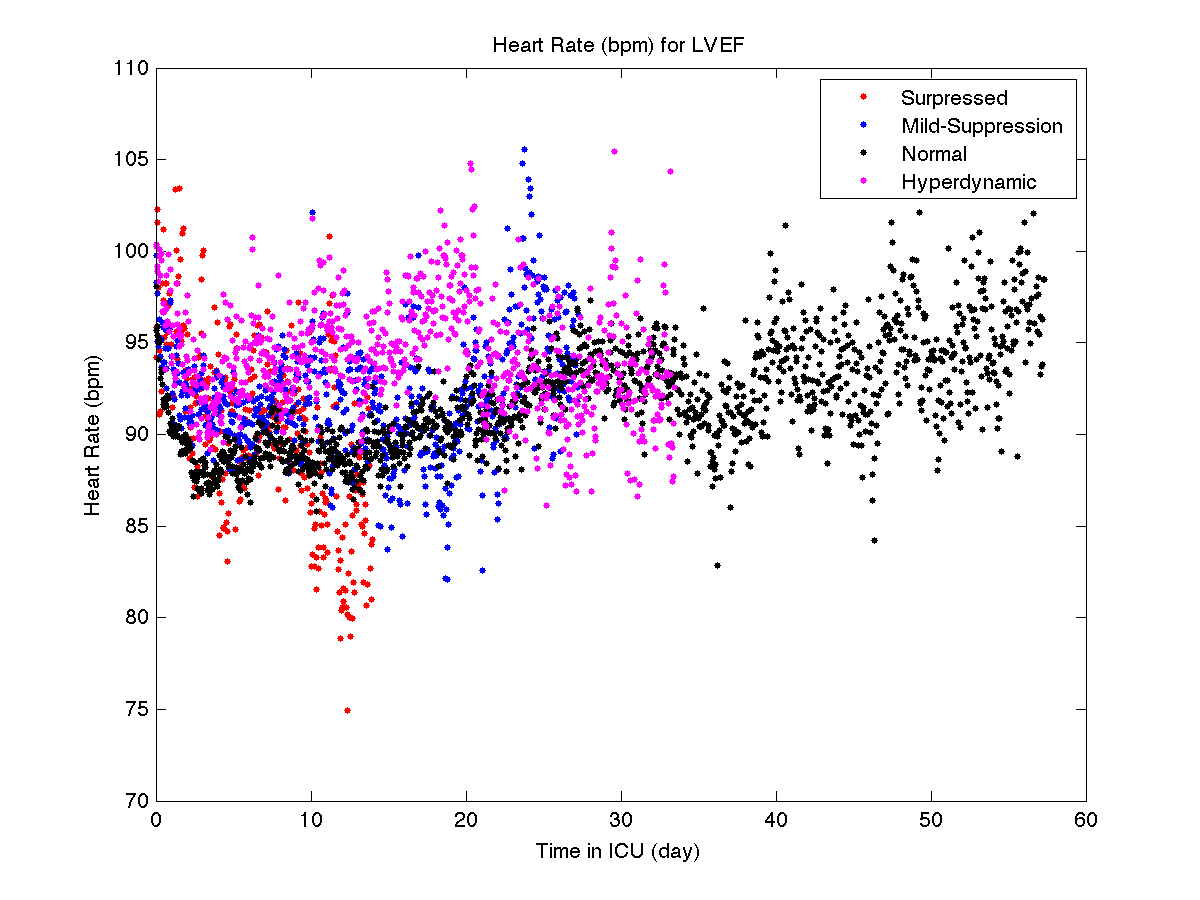 Heart Rate (bpm) for LVEF
110
105
100
95
90
85
80
75
70
Heart Rate (bpm)
Surpressed
Mild-Suppression
Normal
Hyperdynamic
0 10 20 30 40 50 60
Time in ICU (day)